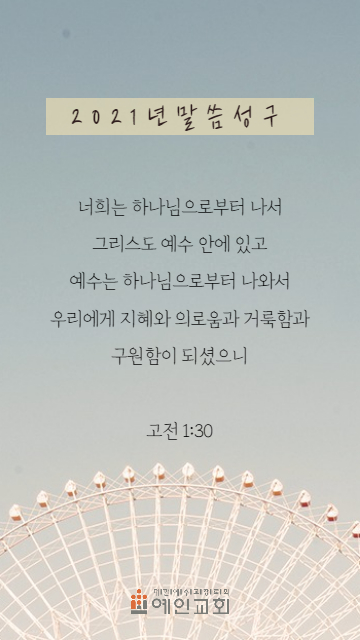 2021년말씀성구
너희는 하나님으로부터 나서
그리스도 예수 안에 있고
예수는 하나님으로부터 나와서
우리에게 지혜와 의로움과 거룩함과
구원함이 되셨으니
고전 1:30
예인교회